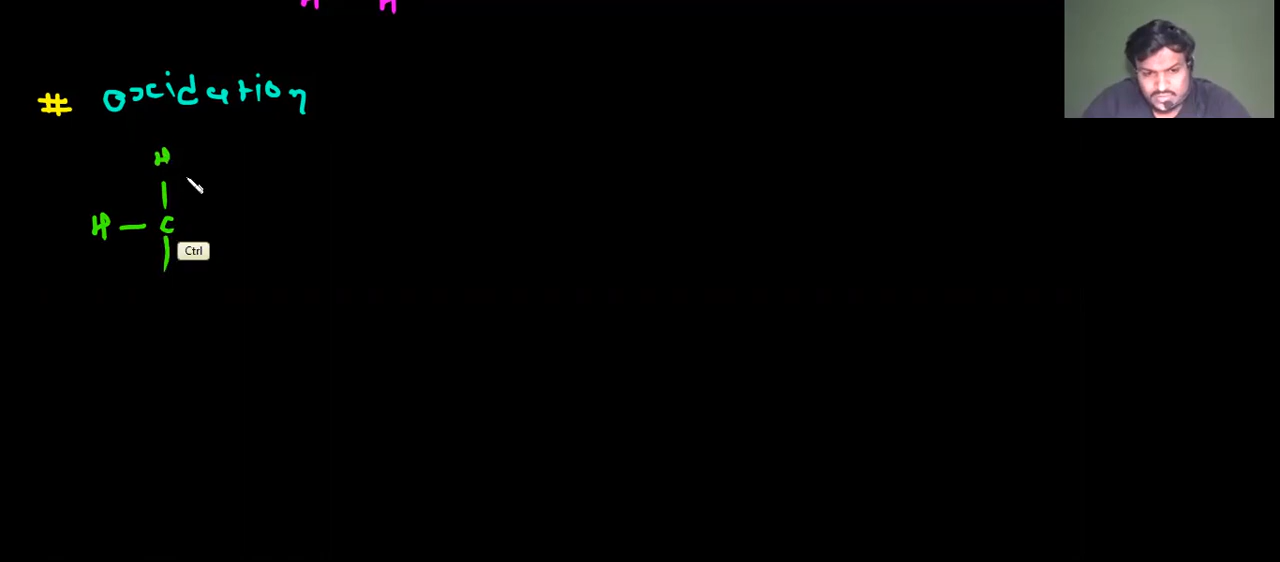 H H
# Oxidation
H
H — C
Ctrl